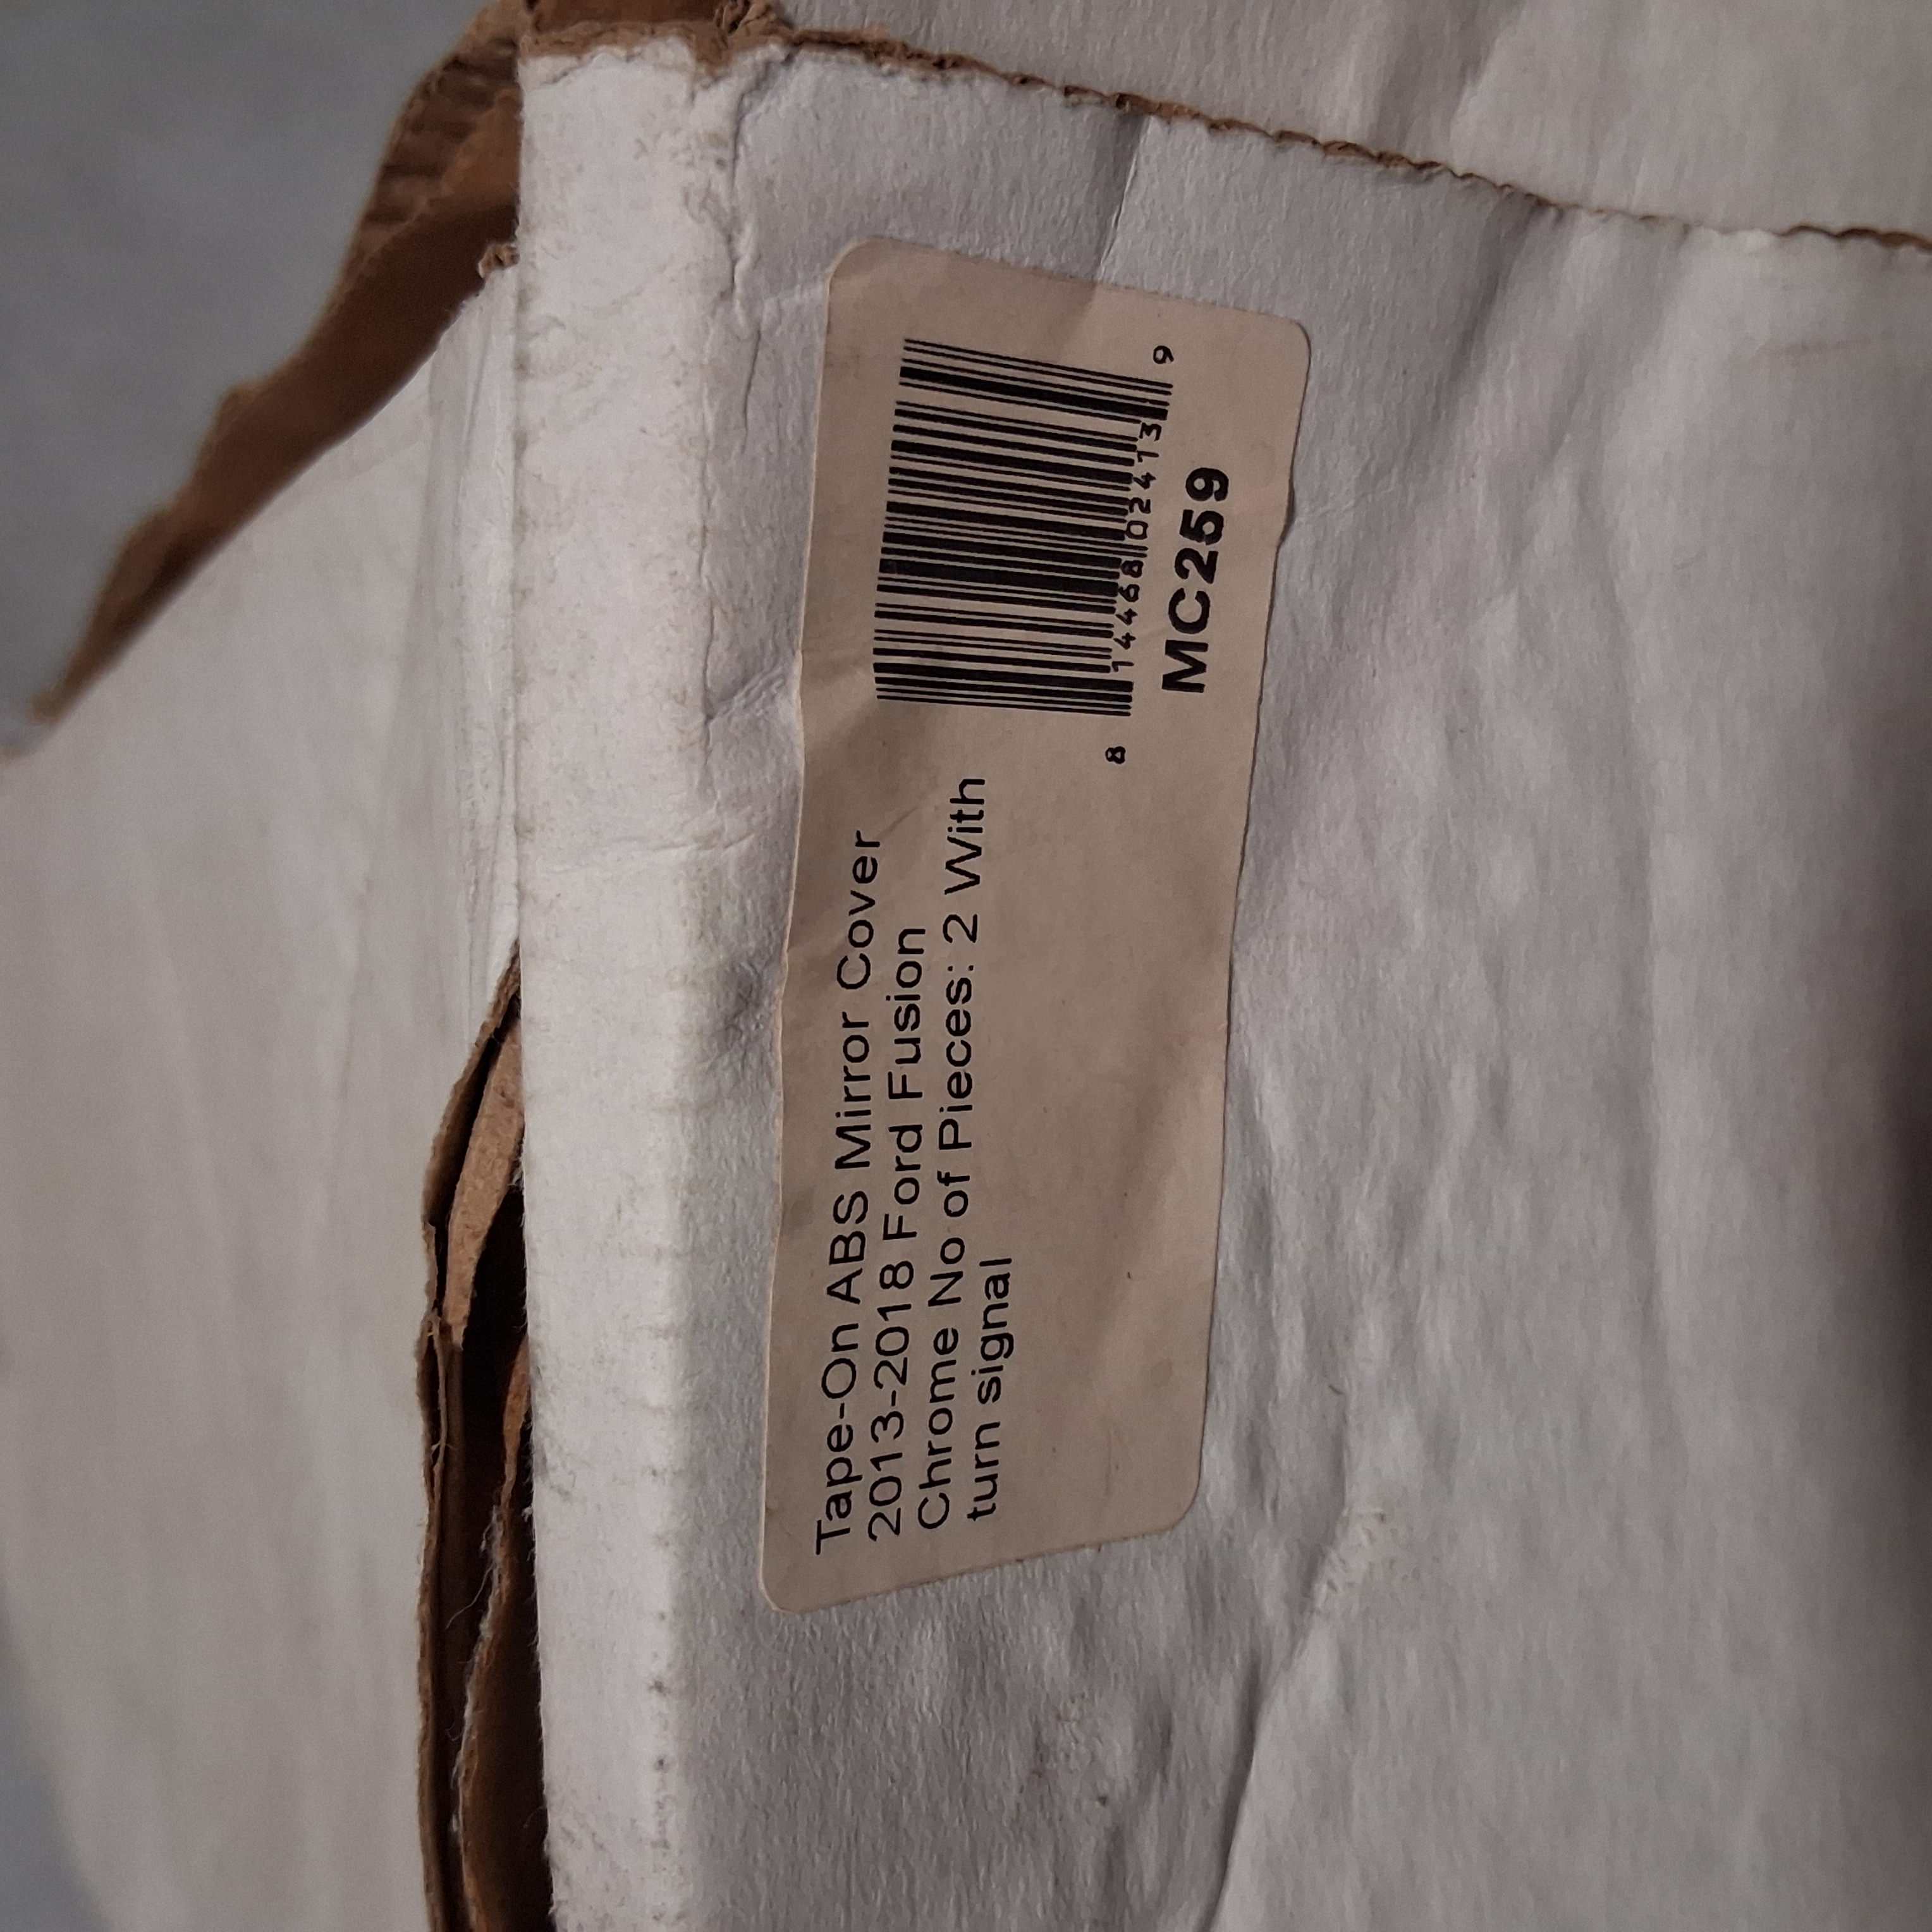 Tape-On ABS Mirror Cover
2013-2018 Ford Fusion
Chrome No of Pieces: 2 With
turn signal
8 14468 02413 9
MC259